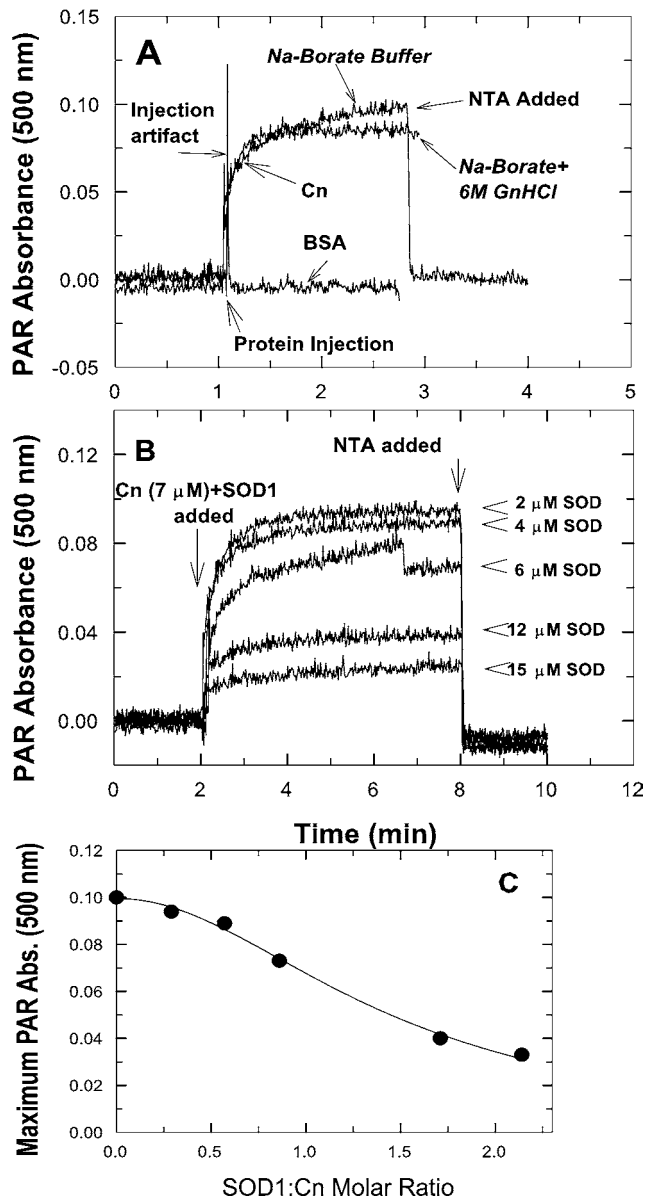 0.15
A
Na-Borate Buffer
Injection
artifact
NTA Added
0.10
Na-Borate+
6M GnHCl
Cn
0.05
BSA
0.00
Protein Injection
-0.05
PAR Absorbance (500 nm)
0 1 2 3 4 5
B
NTA added
0.12
Cn (7 µM)+SOD1
added
2 µM SOD
4 µM SOD
0.08
6 µM SOD
0.04
12 µM SOD
15 µM SOD
0.00
PAR Absorbance (500 nm)
0 2 4 6 8 10 12
Time (min)
0.12
C
0.10
0.08
0.06
0.04
0.02
0.00
Maximum PAR Abs. (500 nm)
0.0 0.5 1.0 1.5 2.0
SOD1:Cn Molar Ratio